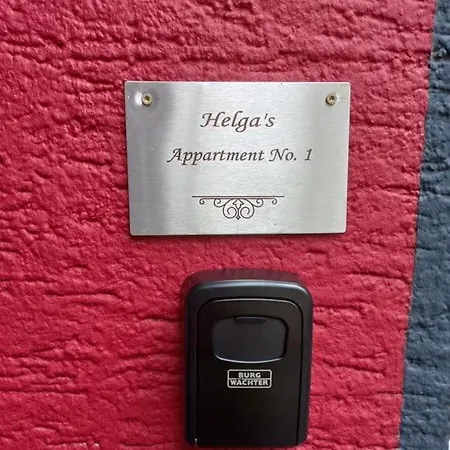 Helga's
Appartment No. 1
BURG
WÄCHTER